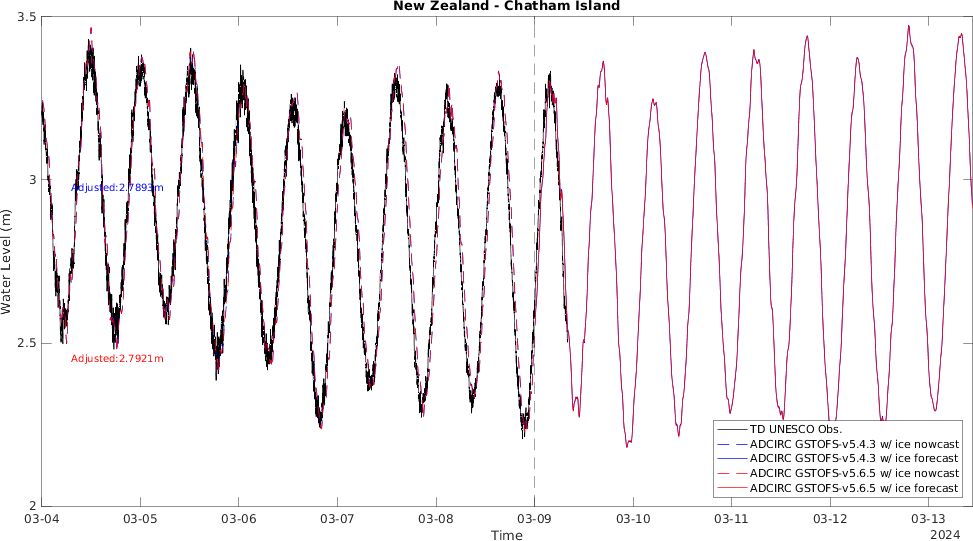 New Zealand - Chatham Island
3.5
3
2.5
2
Water Level (m)
Adjusted:2.7893m
Adjusted:2.7921m
TD UNESCO Obs.
ADCIRC GSTOFS-v5.4.3 w/ ice nowcast
ADCIRC GSTOFS-v5.4.3 w/ ice forecast
ADCIRC GSTOFS-v5.6.5 w/ ice nowcast
ADCIRC GSTOFS-v5.6.5 w/ ice forecast
03-04 03-05 03-06 03-07 03-08 03-09 03-10 03-11 03-12 03-13
Time
2024